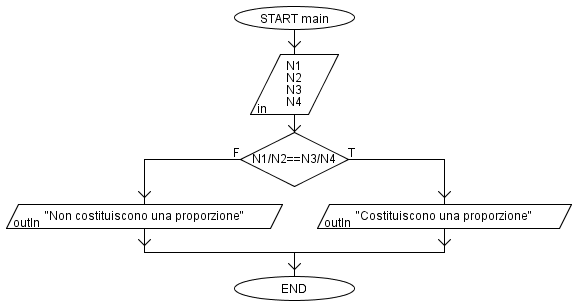 START main
N1
N2
N3
N4
in
F
N1/N2==N3/N4
T
"Non costituiscono una proporzione"
outln
"Costituiscono una proporzione"
outln
END